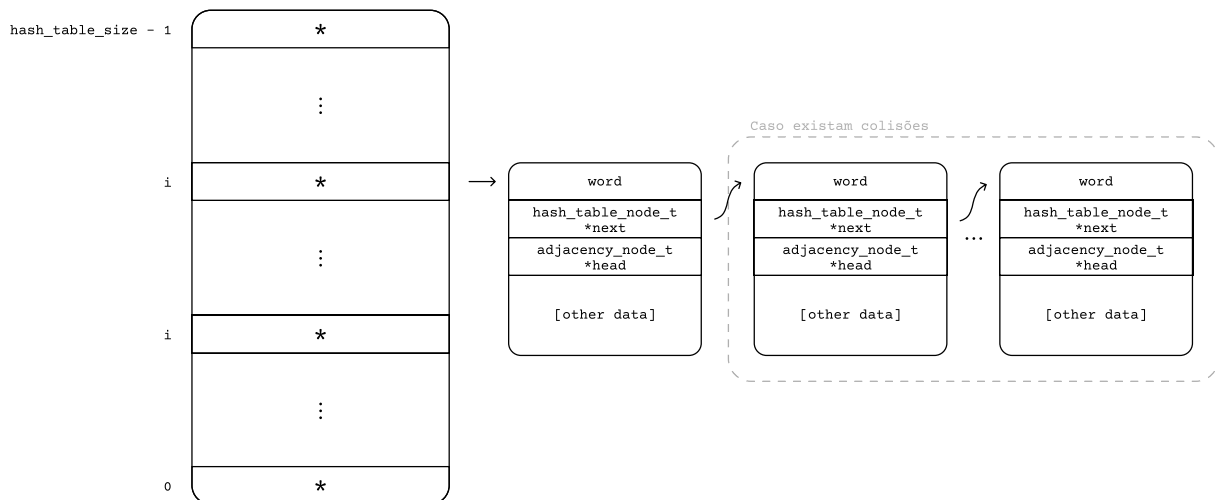 hash_table_size - 1
*
⋮
Caso existam colisões
i
*
word
hash_table_node_t
*next
adjacency_node_t
*head
[other data]
word
hash_table_node_t
*next
adjacency_node_t
*head
[other data]
...
word
hash_table_node_t
*next
adjacency_node_t
*head
[other data]
⋮
i
*
⋮
0
*